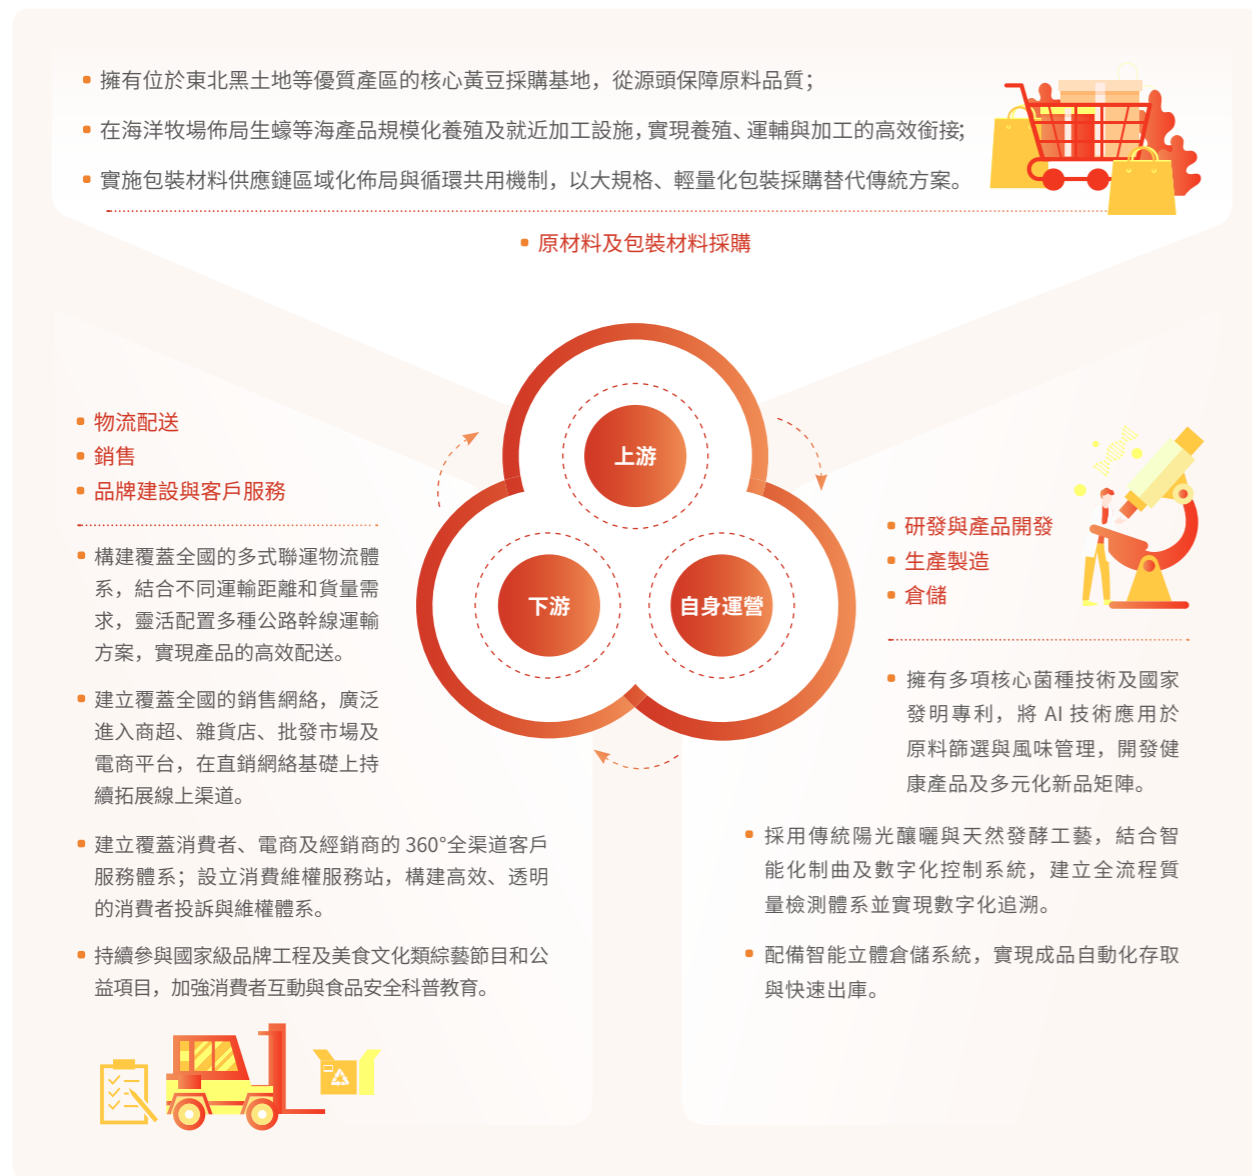 擁有位於東北黑土地等優質產區的核心黃豆採購基地，從源頭保障原料品質；
在海洋牧場佈局生蠔等海產品規模化養殖及就近加工設施，實現養殖、運輔與加工的高效銜接；
實施包裝材料供應鏈區域化佈局與循環共用機制，以大規格、輕量化包裝採購替代傳統方案。
原材料及包裝材料採購
上游
下游
自身運營
物流配送
銷售
品牌建設與客戶服務
構建覆蓋全國的多式聯運物流體
系，結合不同運輸距離和貨量需
求，靈活配置多種公路幹線運輸
方案，實現產品的高效配送。
建立覆蓋全國的銷售網絡，廣泛
進入商超、雜貨店、批發市場及
電商平台，在直銷網絡基礎上持
續拓展線上渠道。
建立覆蓋消費者、電商及經銷商的 360°全渠道客戶
服務體系；設立消費維權服務站，構建高效、透明
的消費者投訴與維權體系。
持續參與國家級品牌工程及美食文化類綜藝節目和公
益項目，加強消費者互動與食品安全科普教育。
研發與產品開發
生產製造
倉儲
擁有多項核心菌種技術及國家
發明專利，將 AI 技術應用於
原料篩選與風味管理，開發健
康產品及多元化新品矩陣。
採用傳統陽光釀曬與天然發酵工藝，結合智
能化制曲及數字化控制系統，建立全流程質
量檢測體系並實現數字化追溯。
配備智能立體倉儲系統，實現成品自動化存取
與快速出庫。